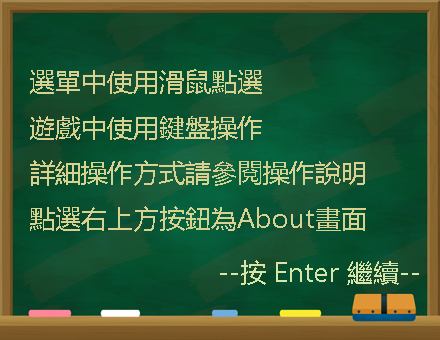 選單中使用滑鼠點選
遊戲中使用鍵盤操作
詳細操作方式請參閱操作說明
點選右上方按鈕為About畫面
--按 Enter 繼續--